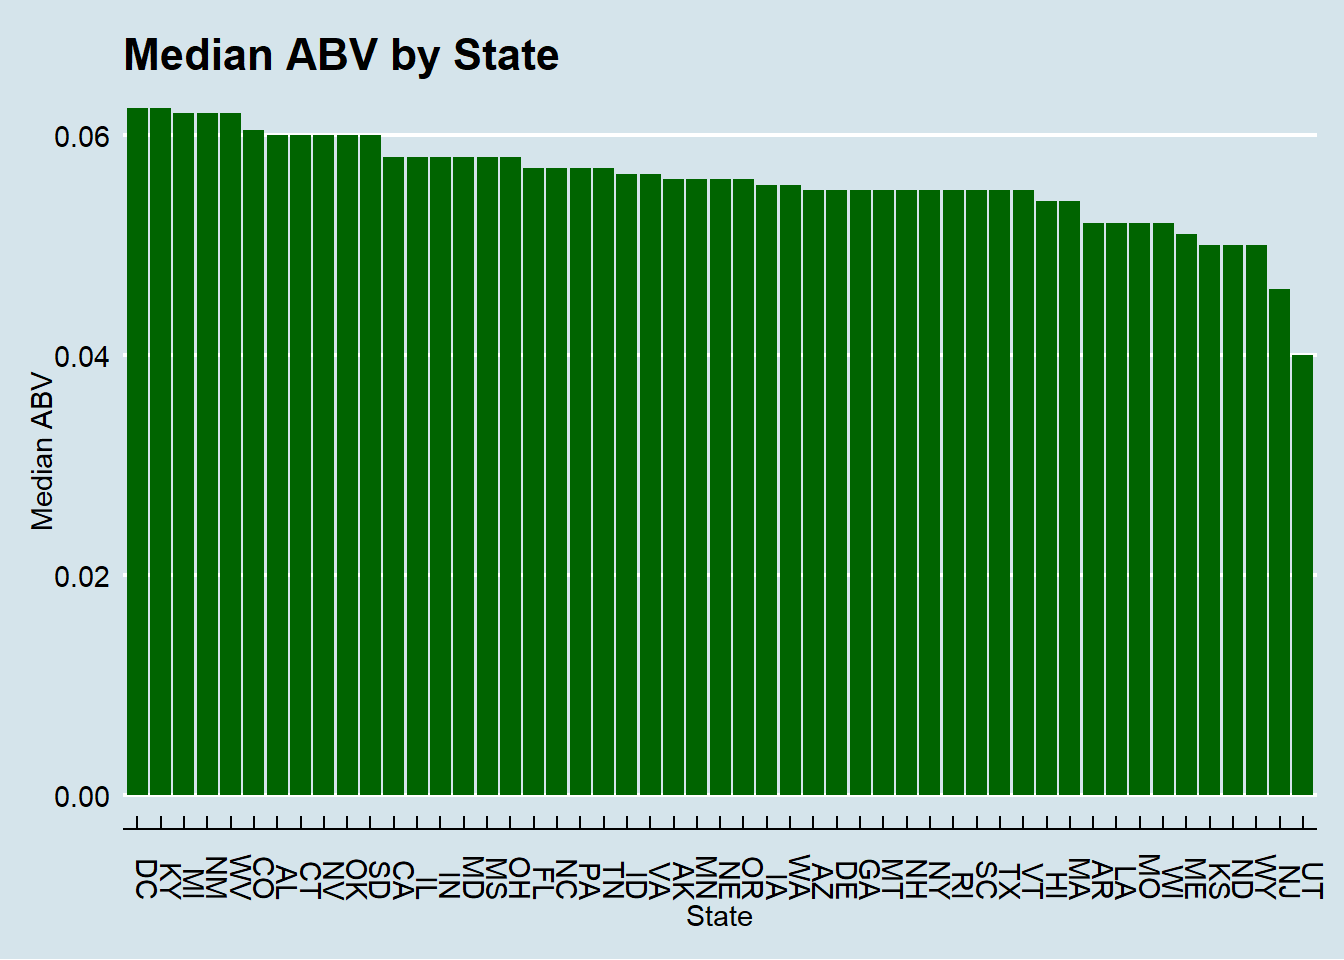 Median ABV by State
0.06
0.04
0.02
0.00
Median ABV
DC KY MI NM WV CO AL CT NV OK SD CA IL IN MD MS OH FL NC PA TN ID VA AK MN NE OR IA WA AZ DE GA MT NH NY RI SC TX VT HI MA AR LA MO WI ME KS ND WY NJ UT
State